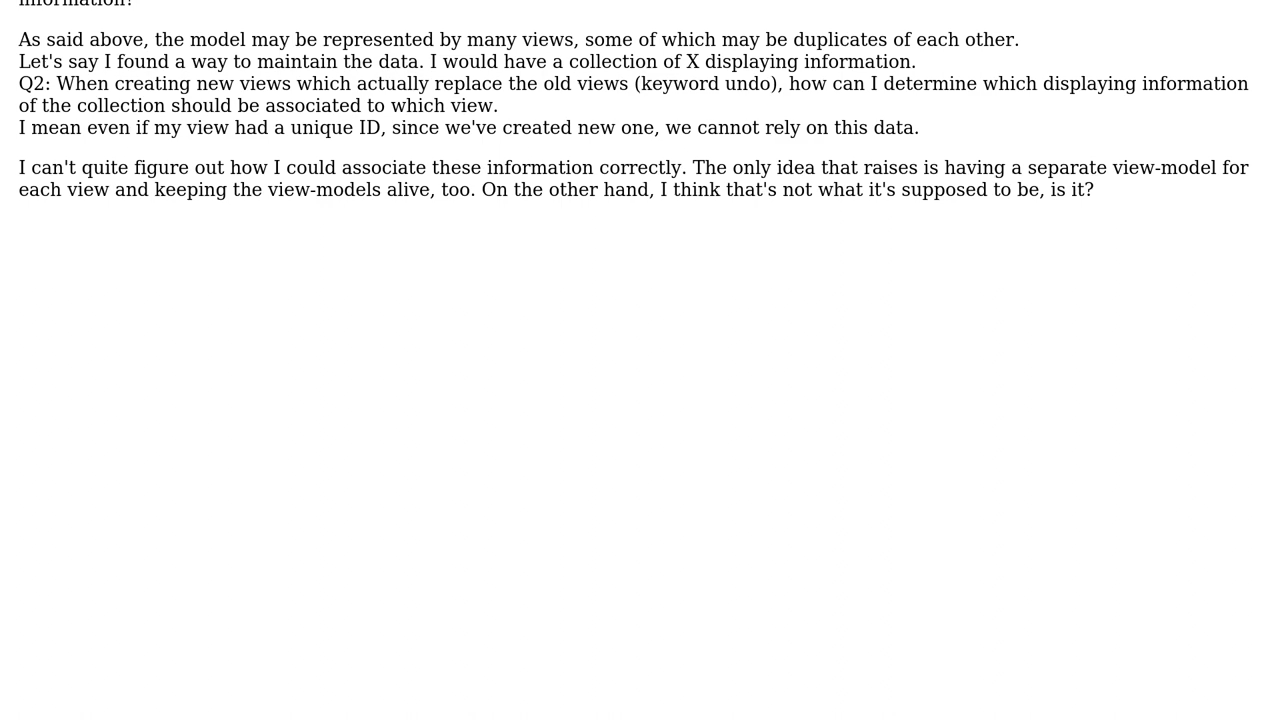 information?
As said above, the model may be represented by many views, some of which may be duplicates of each other.
Let's say I found a way to maintain the data. I would have a collection of X displaying information.
Q2: When creating new views which actually replace the old views (keyword undo), how can I determine which displaying information
of the collection should be associated to which view.
I mean even if my view had a unique ID, since we've created new one, we cannot rely on this data.
I can't quite figure out how I could associate these information correctly. The only idea that raises is having a separate view-model for
each view and keeping the view-models alive, too. On the other hand, I think that's not what it's supposed to be, is it?